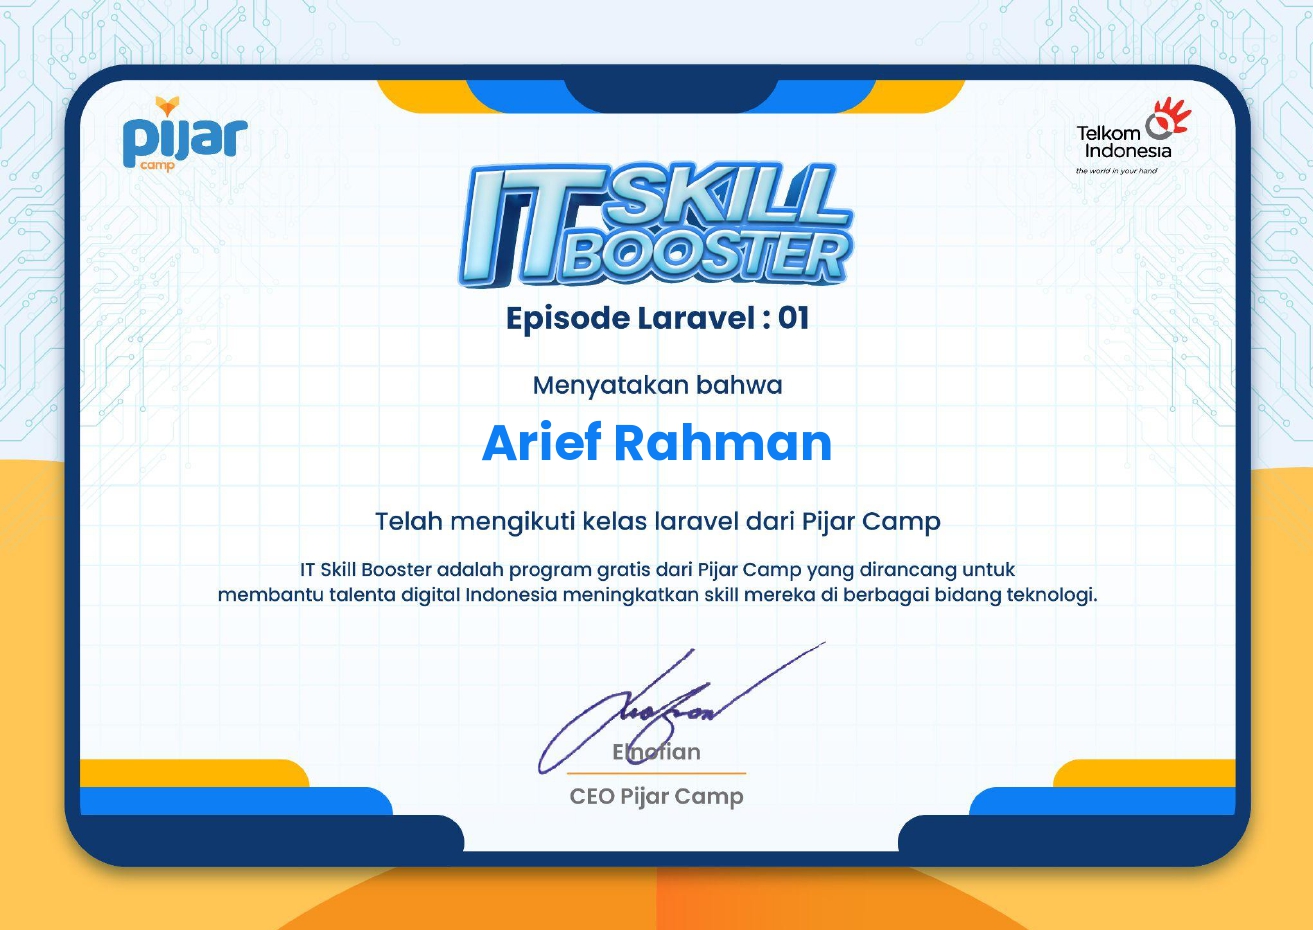 pijar
camp
Telkom
Indonesia
the world in your hand
IT SKILL
BOOSTER
Episode Laravel : 01
Menyatakan bahwa
Arief Rahman
Telah mengikuti kelas laravel dari Pijar Camp
IT Skill Booster adalah program gratis dari Pijar Camp yang dirancang untuk
membantu talenta digital Indonesia meningkatkan skill mereka di berbagai bidang teknologi.
Elnofian
CEO Pijar Camp